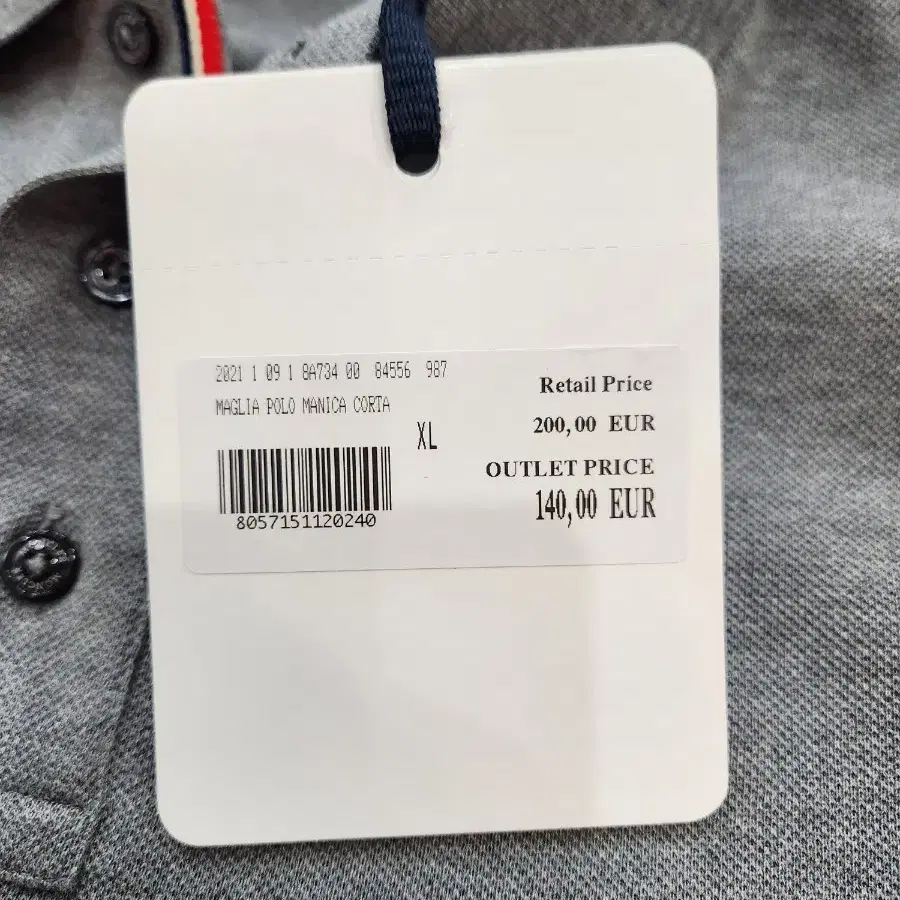 2021 1 09 1 8A734 00 84556 987
MAGLIA POLO MANICA CORTA
XL
8057151120240
Retail Price
200,00 EUR
OUTLET PRICE
140,00 EUR